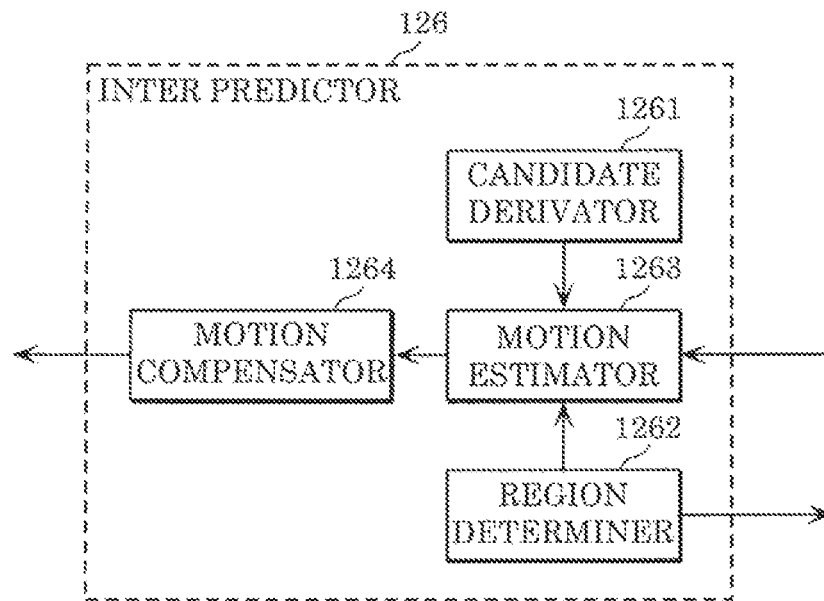 126
INTER PREDICTOR
1261
CANDIDATE
DERIVATOR
1264
1263
MOTION
COMPENSATOR
MOTION
ESTIMATOR
1262
REGION
DETERMINER